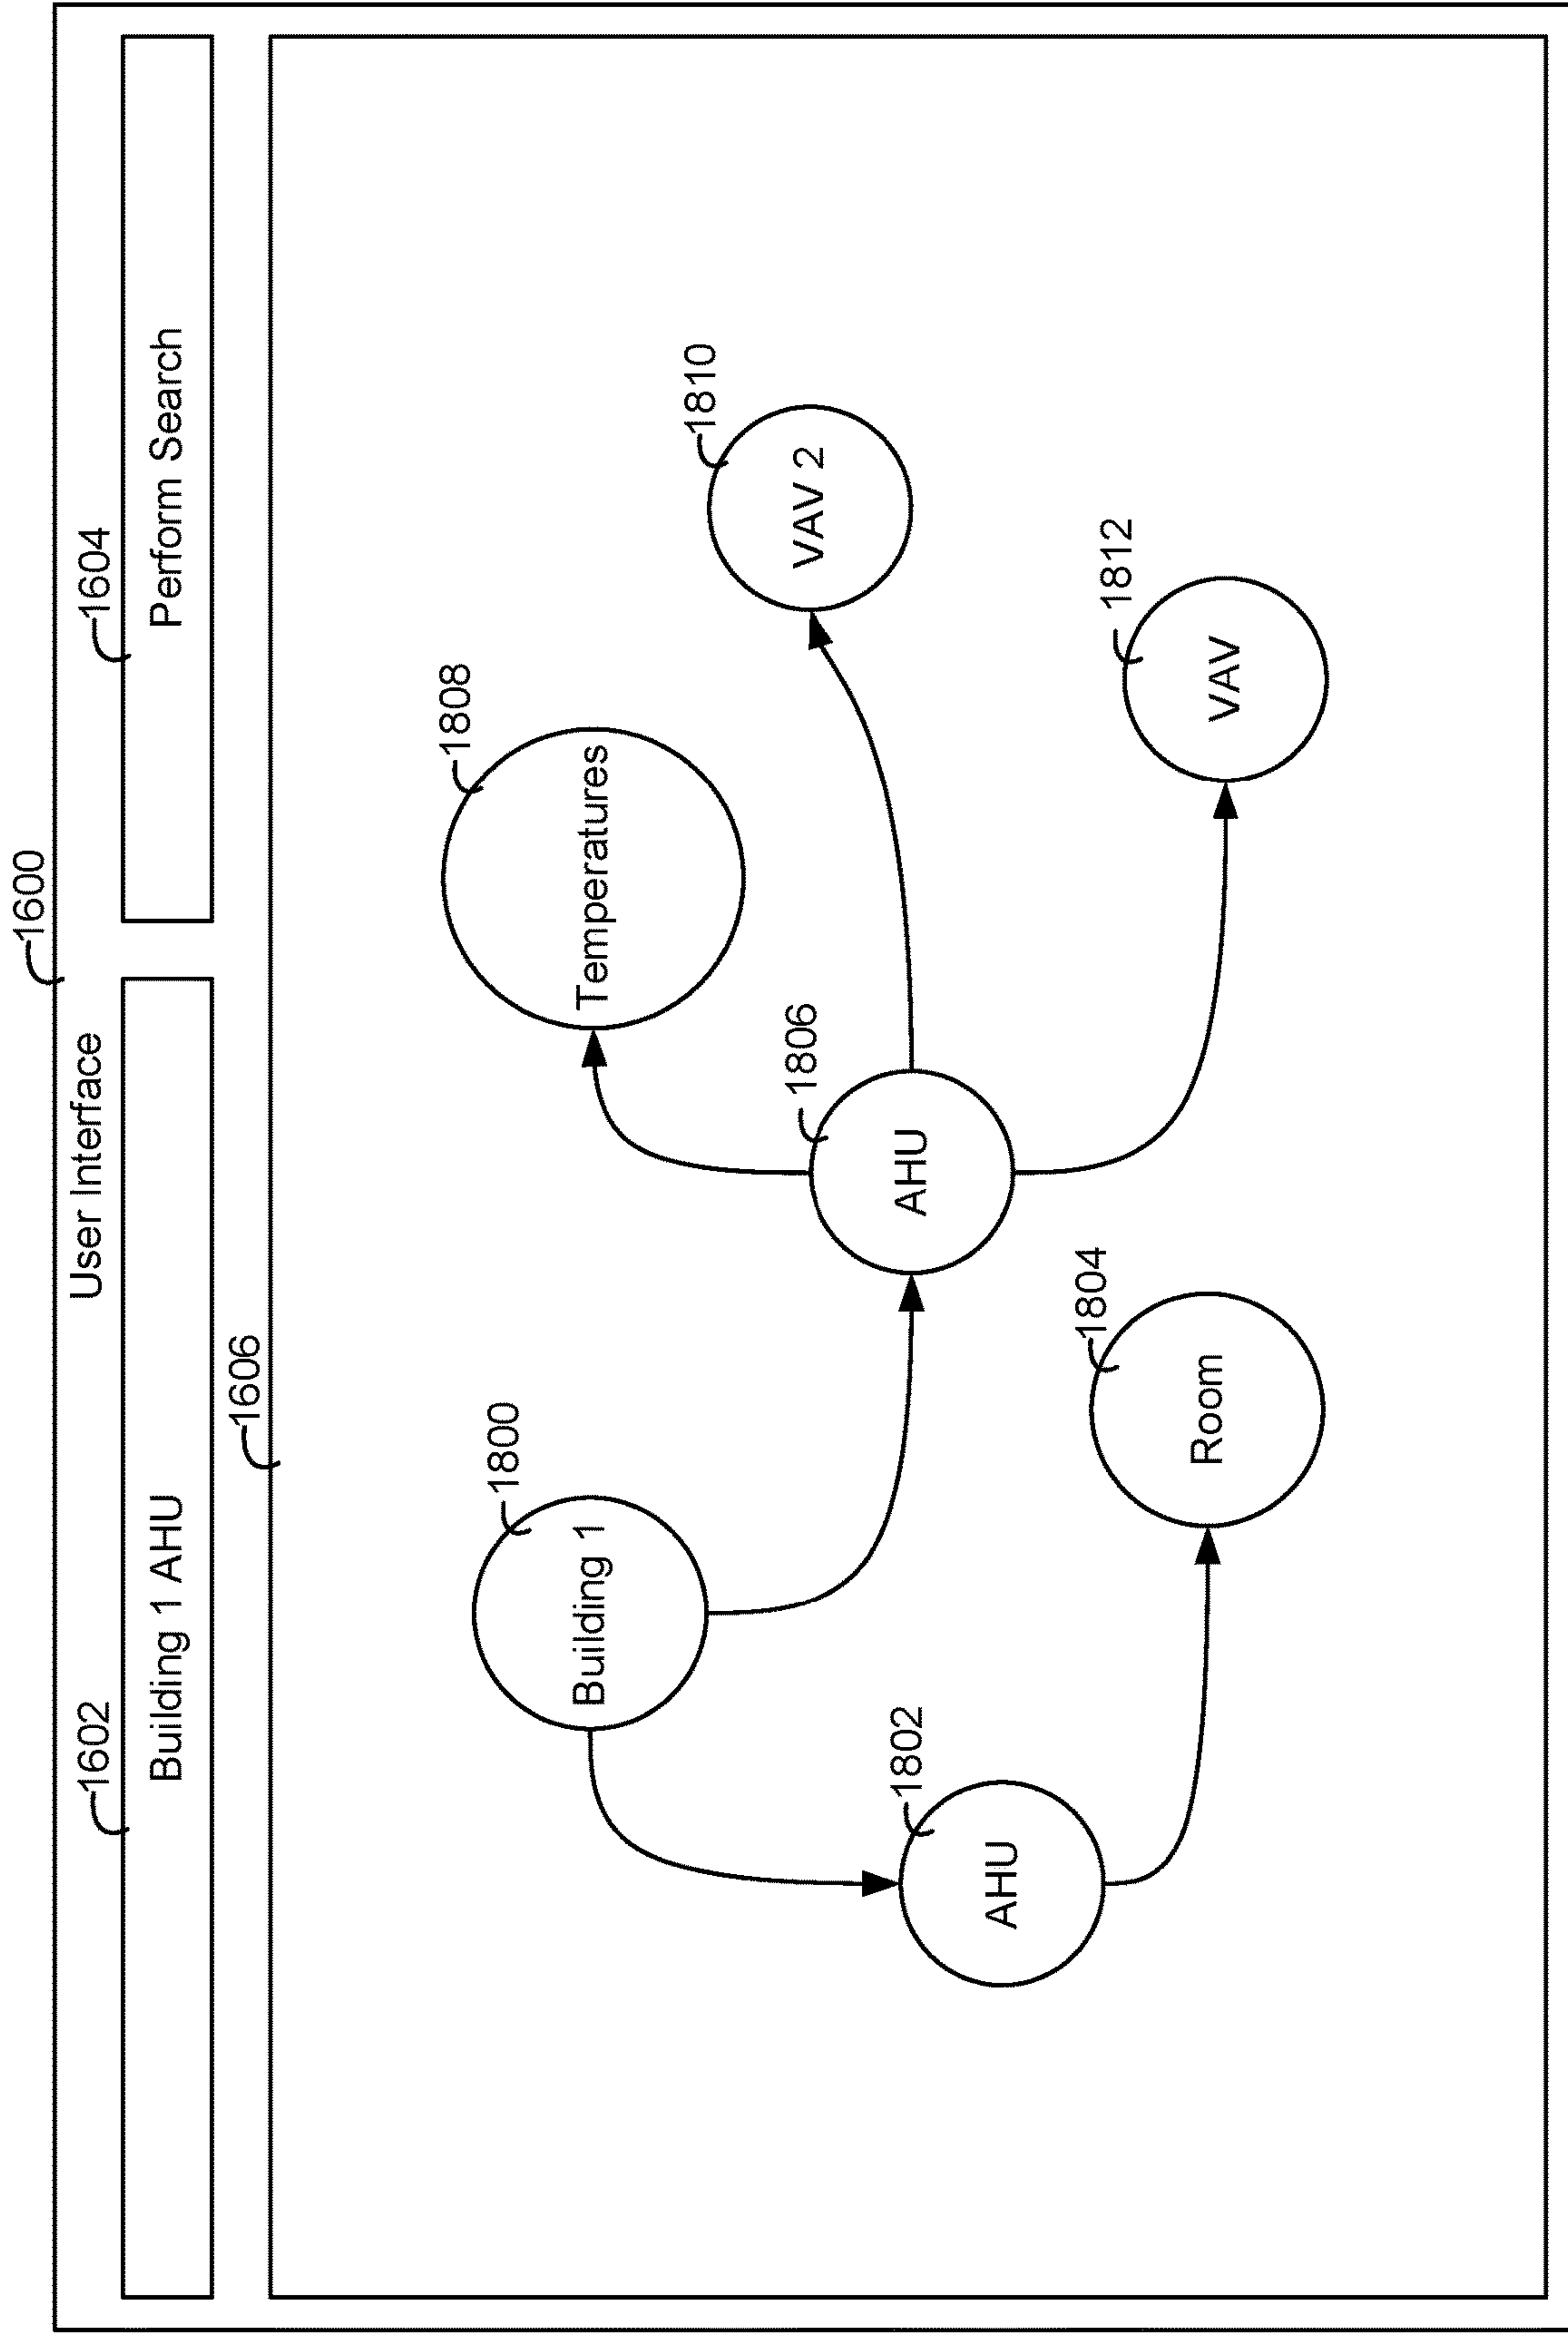 1600
User Interface
1602
1604
Building 1 AHU
Perform Search
1606
1800
Building 1
1808
Temperatures
1810
VAV 2
1802
AHU
1806
AHU
1804
Room
1812
VAV